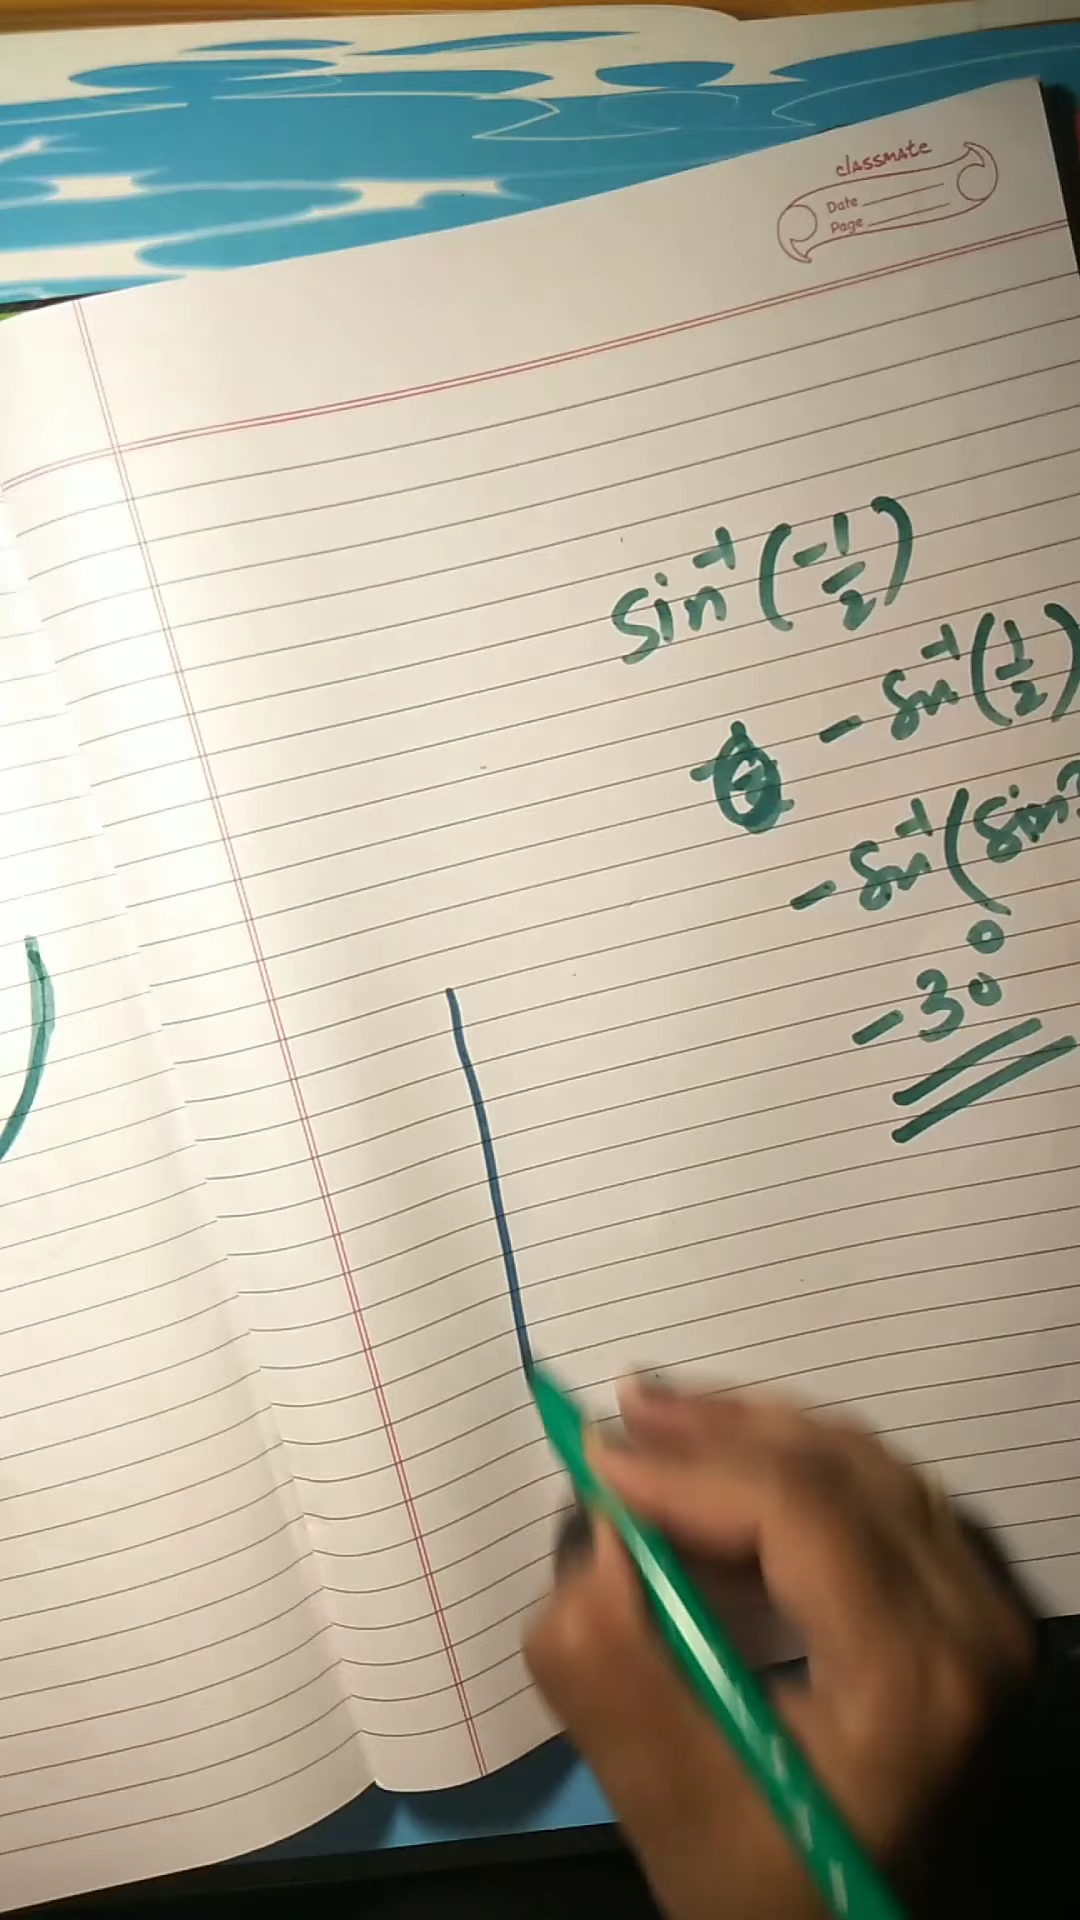 classmate
Date
Page
sin⁻¹(-1/2)
- sin⁻¹(1/2)
- sin⁻¹(sin
- 30°